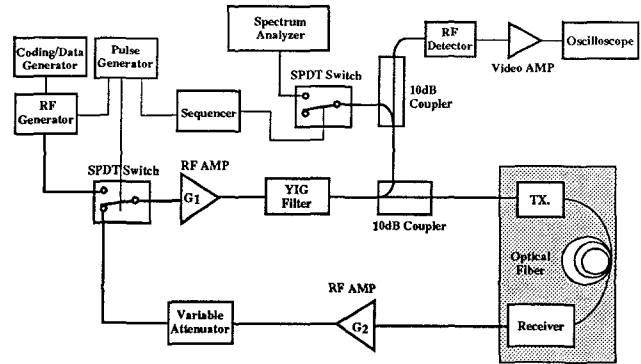 Spectrum
Analyzer
RF
Detector
Video AMP
Oscilloscope
Coding/Data
Generator
Pulse
Generator
SPDT Switch
10dB
Coupler
RF
Generator
Sequencer
SPDT Switch
RF AMP
G1
YIG
Filter
10dB Coupler
TX.
Optical
Fiber
RF AMP
Variable
Attenuator
G2
Receiver